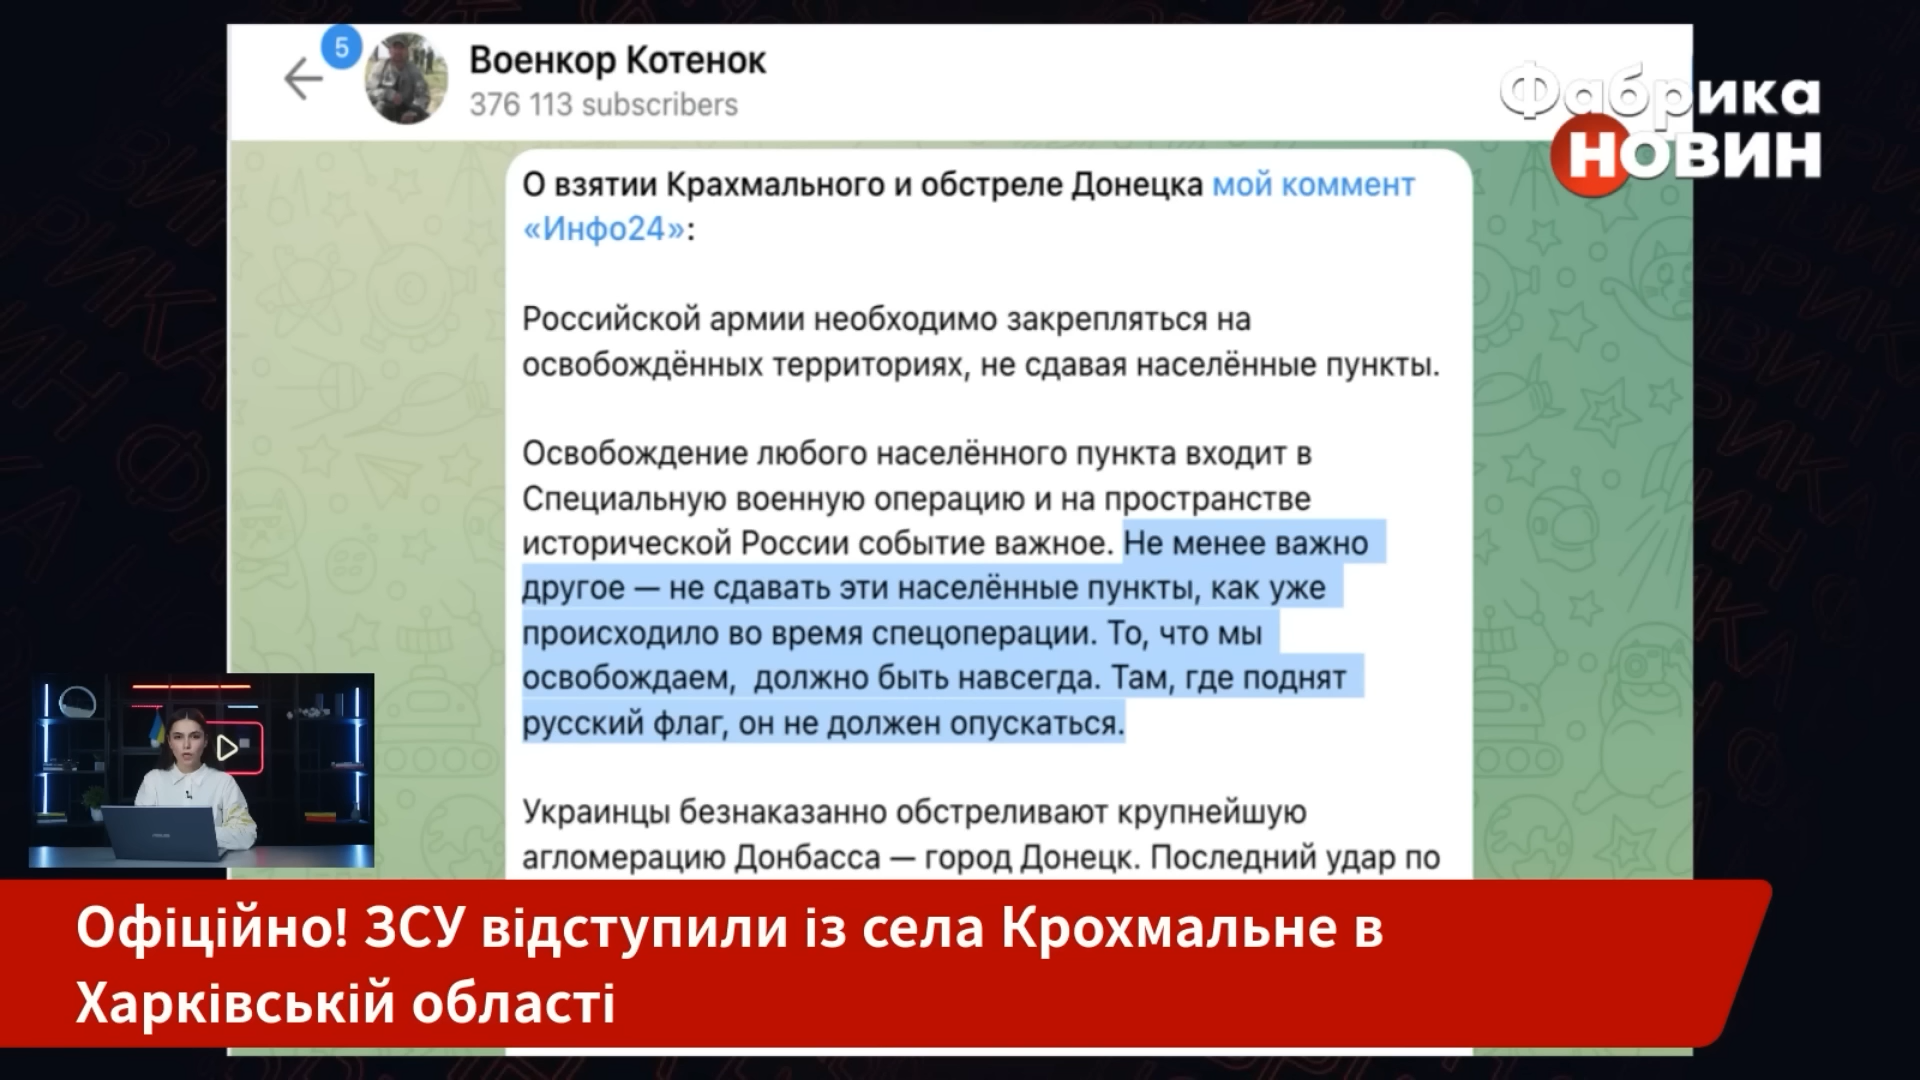 5
Военкор Котенок
376 113 subscribers
Фабрика
НОВИН
О взятии Крахмального и обстреле Донецка мой коммент
«Инфо24»:
Российской армии необходимо закрепляться на
освобождённых территориях, не сдавая населённые пункты.
Освобождение любого населённого пункта входит в
Специальную военную операцию и на пространстве
исторической России событие важное. Не менее важно
другое — не сдавать эти населённые пункты, как уже
происходило во время спецоперации. То, что мы
освобождаем,  должно быть навсегда. Там, где поднят
русский флаг, он не должен опускаться.
Украинцы безнаказанно обстреливают крупнейшую
агломерацию Донбасса — город Донецк. Последний удар по
Офіційно! ЗСУ відступили із села Крохмальне в
Харківській області